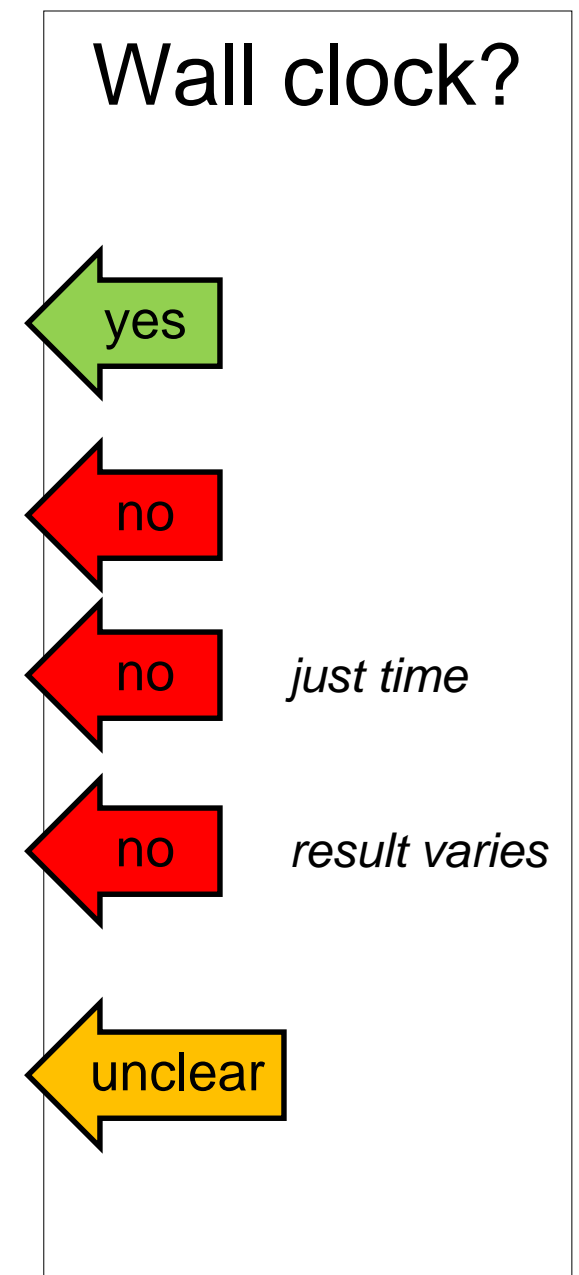 Wall clock?
yes
no
no just time
no result varies
unclear